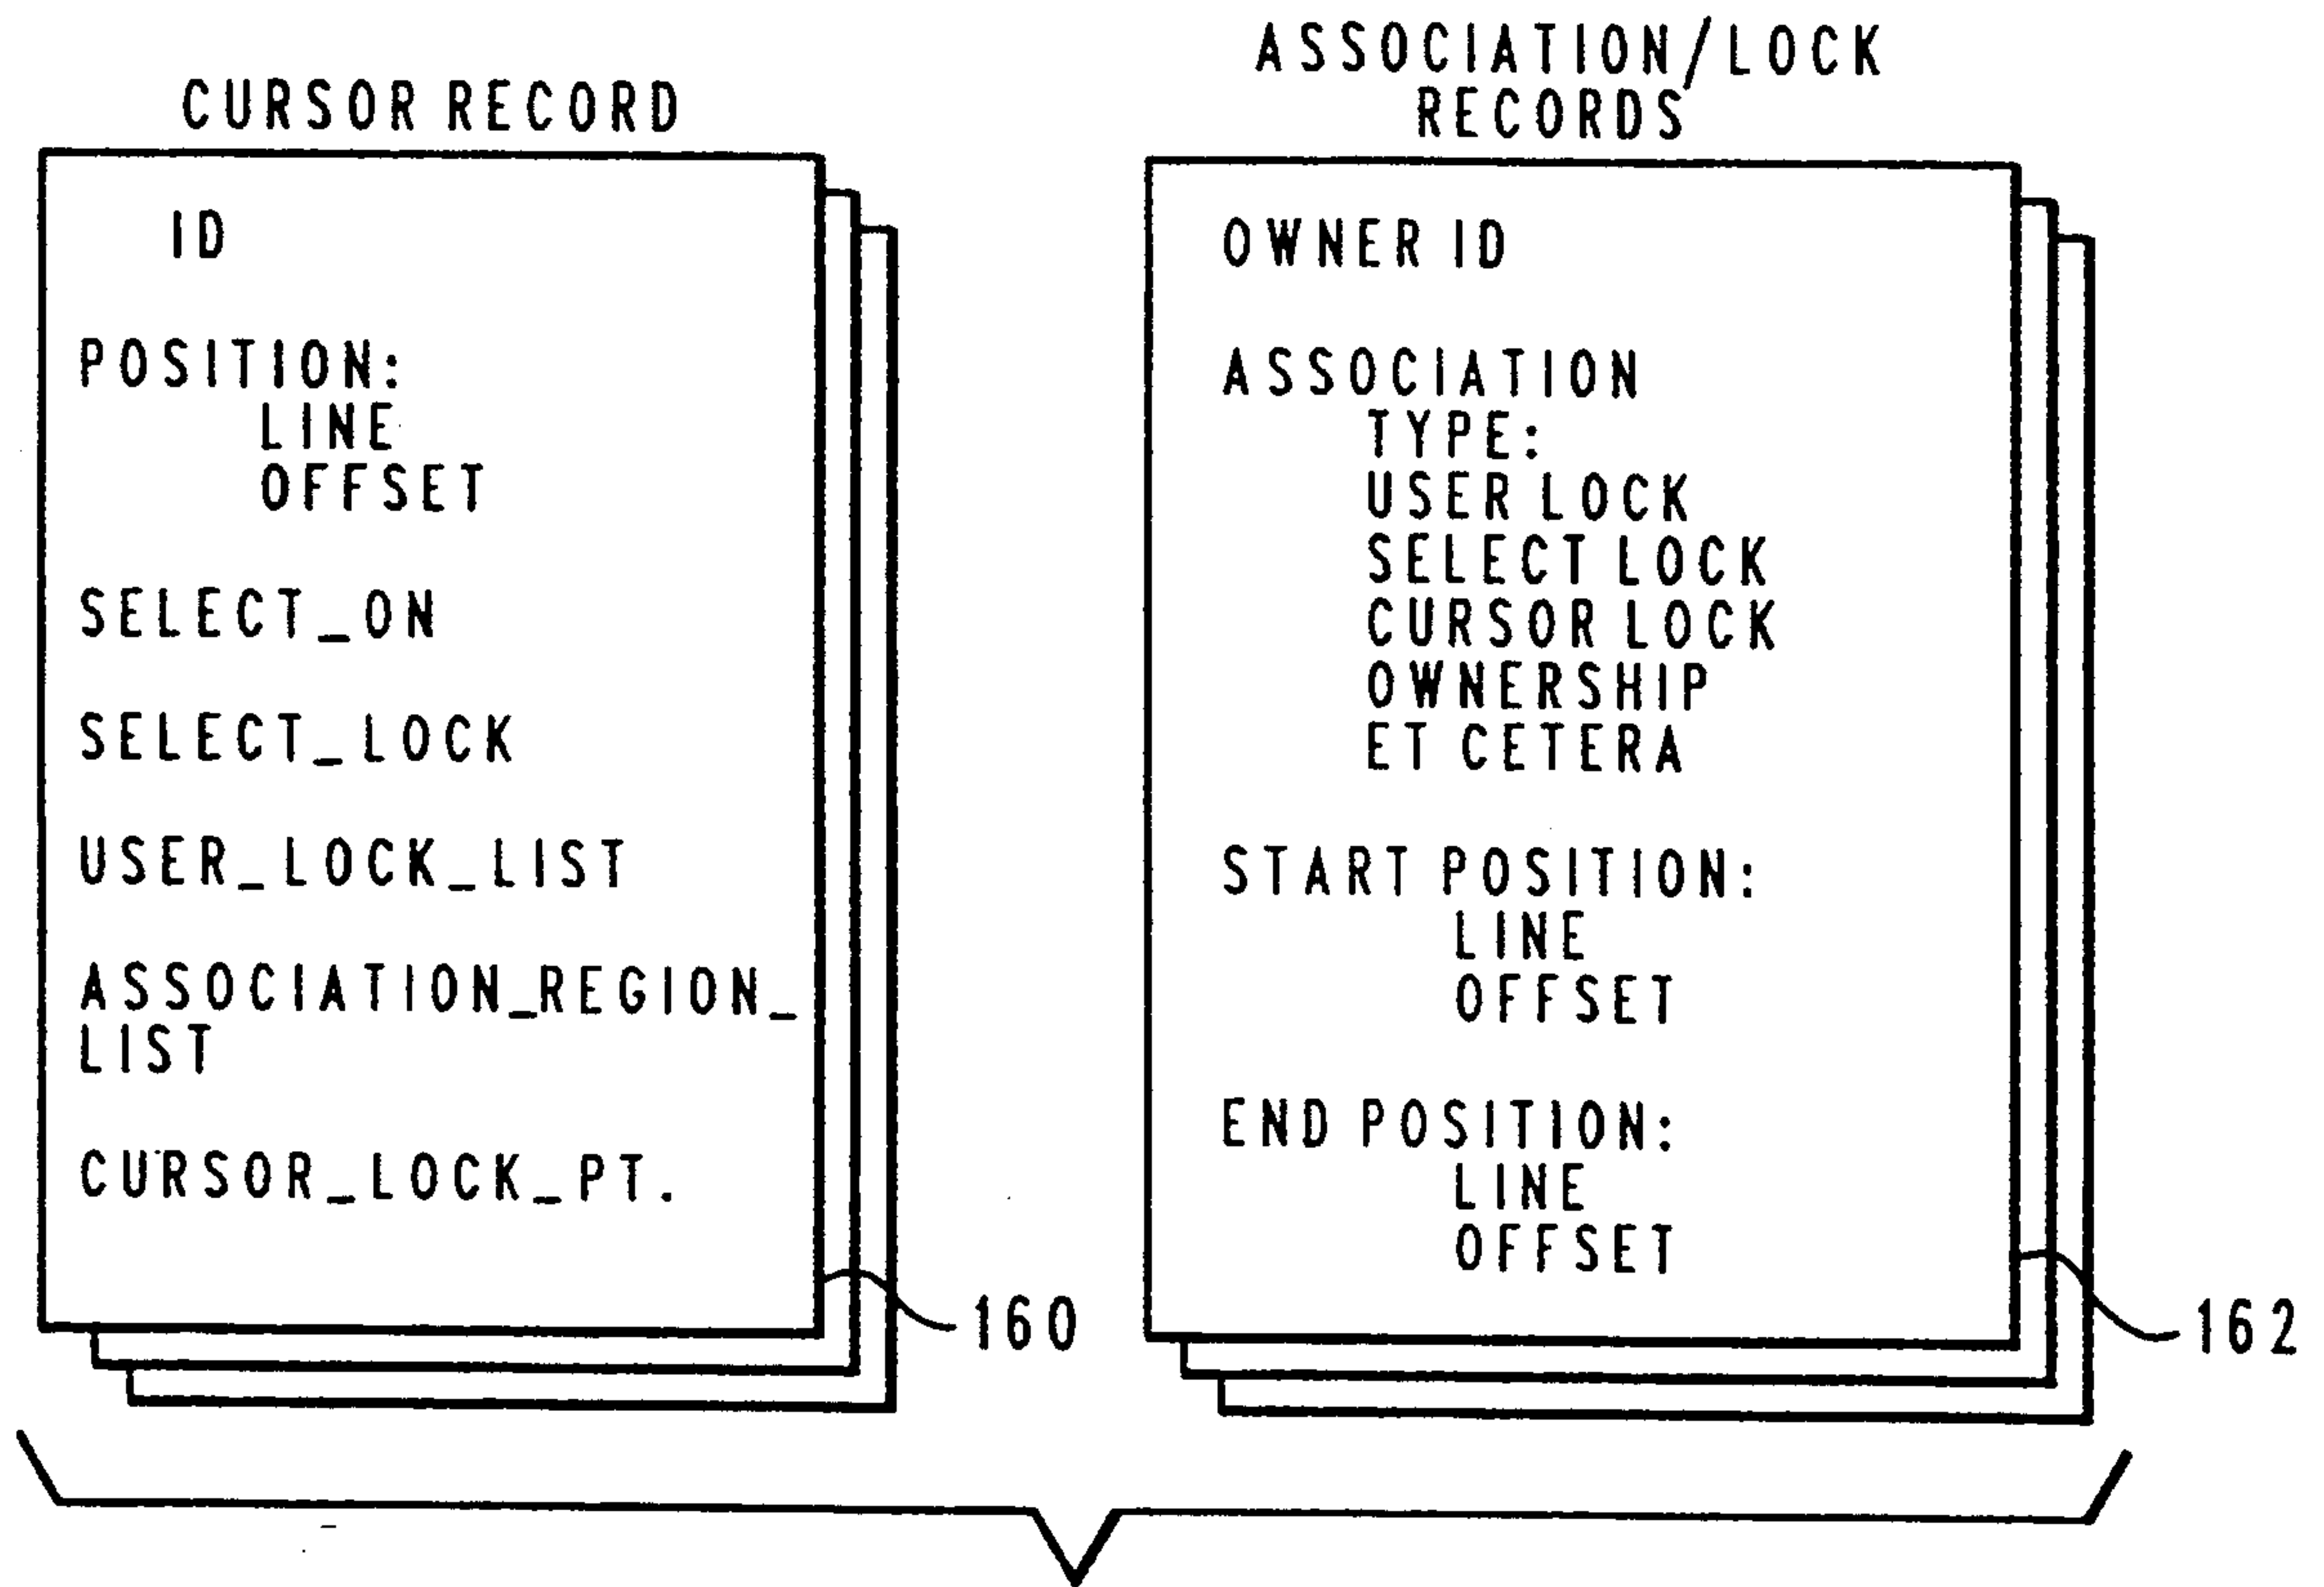 CURSOR RECORD
ID
POSITION:
LINE
OFFSET
SELECT_ON
SELECT_LOCK
USER_LOCK_LIST
ASSOCIATION_REGION_
LIST
CURSOR_LOCK_PT.
160
ASSOCIATION/LOCK
RECORDS
OWNER ID
ASSOCIATION
TYPE:
USER LOCK
SELECT LOCK
CURSOR LOCK
OWNERSHIP
ET CETERA
START POSITION:
LINE
OFFSET
END POSITION:
LINE
OFFSET
162